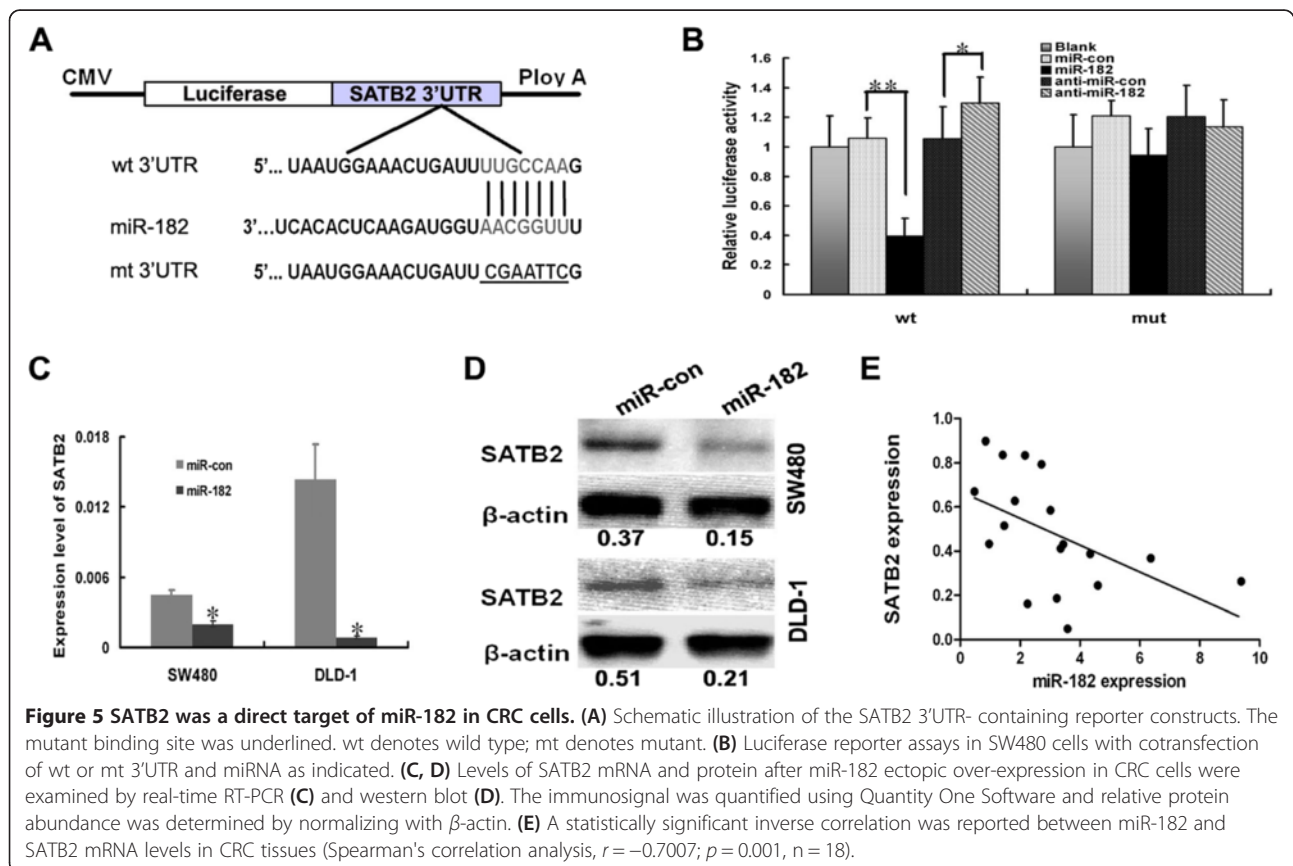 A
CMV
Ploy A
Luciferase
SATB2 3'UTR
wt 3'UTR 5'... UAAUGGAAACUGAUUUUGCCAAG
miR-182 3'...UCACACUCAAGAUGGUAACGGUUU
mt 3'UTR 5'... UAAUGGAAACUGAUU CGAATTCG
B
Relative luciferase activity
1.6
1.4
1.2
1
0.8
0.6
0.4
0.2
0
**
*
Blank
miR-con
miR-182
anti-miR-con
anti-miR-182
wt mut
C
Expression level of SATB2
0.018
0.012
0.006
0
miR-con
miR-182
*
*
SW480 DLD-1
D
miR-con miR-182
SATB2
β-actin
0.37 0.15
SW480
SATB2
β-actin
0.51 0.21
DLD-1
E
SATB2 expression
1.0
0.8
0.6
0.4
0.2
0.0
0 2 4 6 8 10
miR-182 expression
Figure 5 SATB2 was a direct target of miR-182 in CRC cells. (A) Schematic illustration of the SATB2 3'UTR- containing reporter constructs. The
mutant binding site was underlined. wt denotes wild type; mt denotes mutant. (B) Luciferase reporter assays in SW480 cells with cotransfection
of wt or mt 3'UTR and miRNA as indicated. (C, D) Levels of SATB2 mRNA and protein after miR-182 ectopic over-expression in CRC cells were
examined by real-time RT-PCR (C) and western blot (D). The immunosignal was quantified using Quantity One Software and relative protein
abundance was determined by normalizing with β-actin. (E) A statistically significant inverse correlation was reported between miR-182 and
SATB2 mRNA levels in CRC tissues (Spearman's correlation analysis, r = −0.7007; p = 0.001, n = 18).